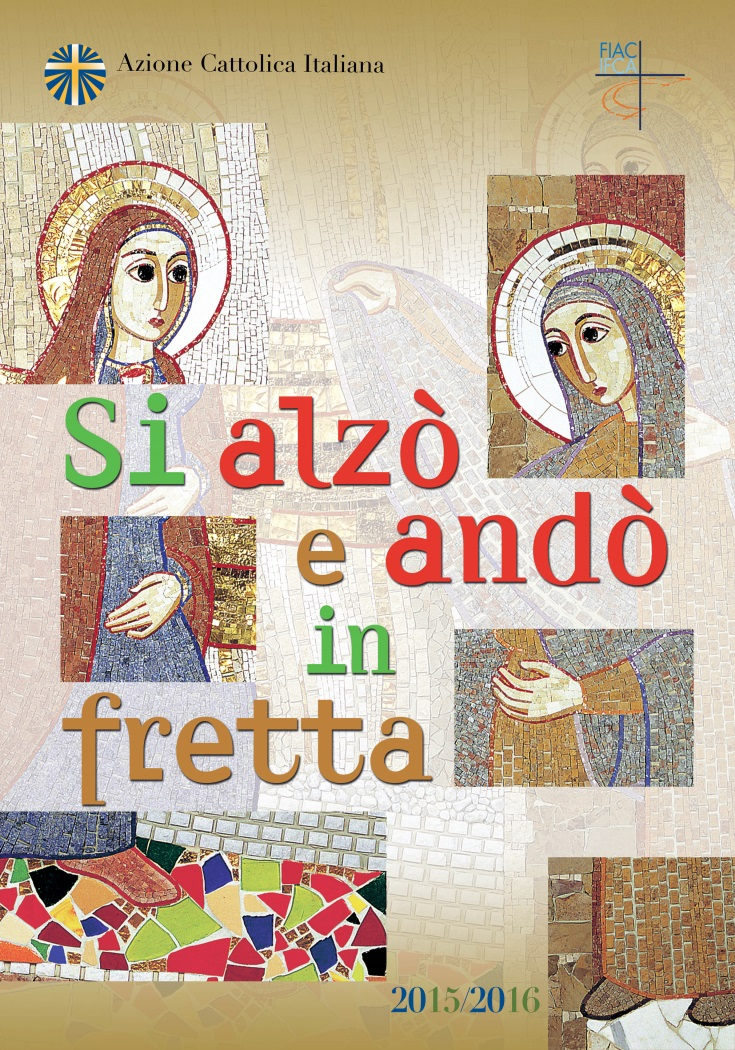 Azione Cattolica Italiana
FIAC
IFCA
Si alzò
e andò
in
fretta
2015/2016